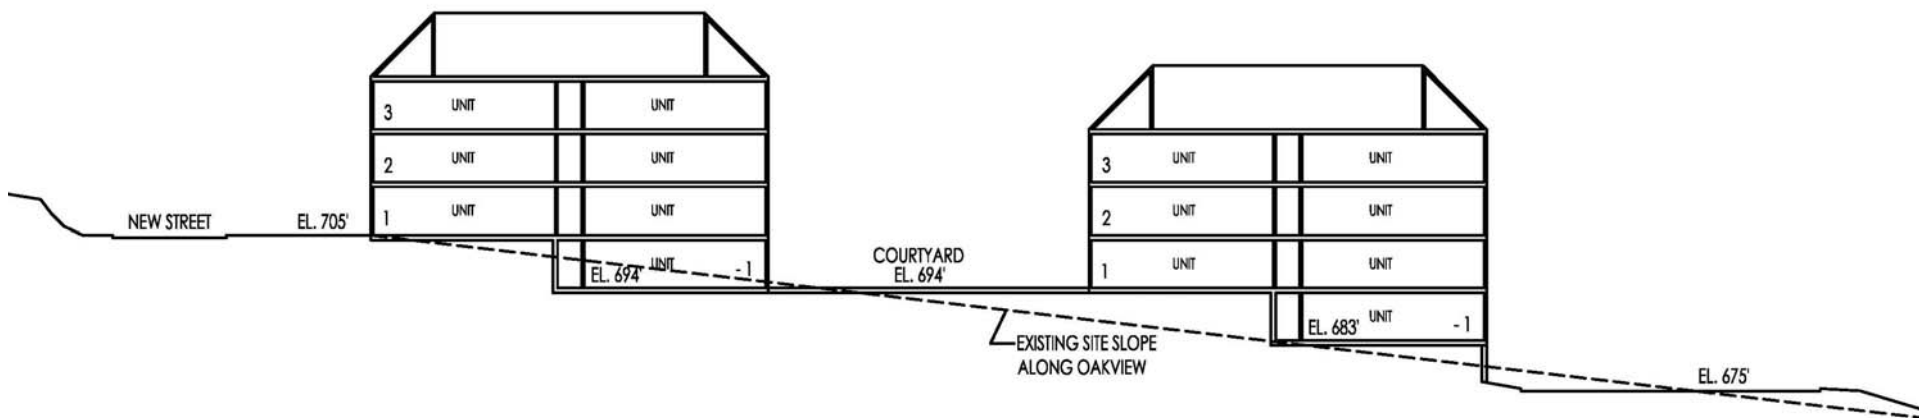 3 UNIT UNIT
2 UNIT UNIT
1 UNIT UNIT
NEW STREET EL. 705'
EL. 694' UNIT - 1
COURTYARD
EL. 694'
3 UNIT UNIT
2 UNIT UNIT
1 UNIT UNIT
EL. 683' UNIT - 1
EXISTING SITE SLOPE
ALONG OAKVIEW
EL. 675'